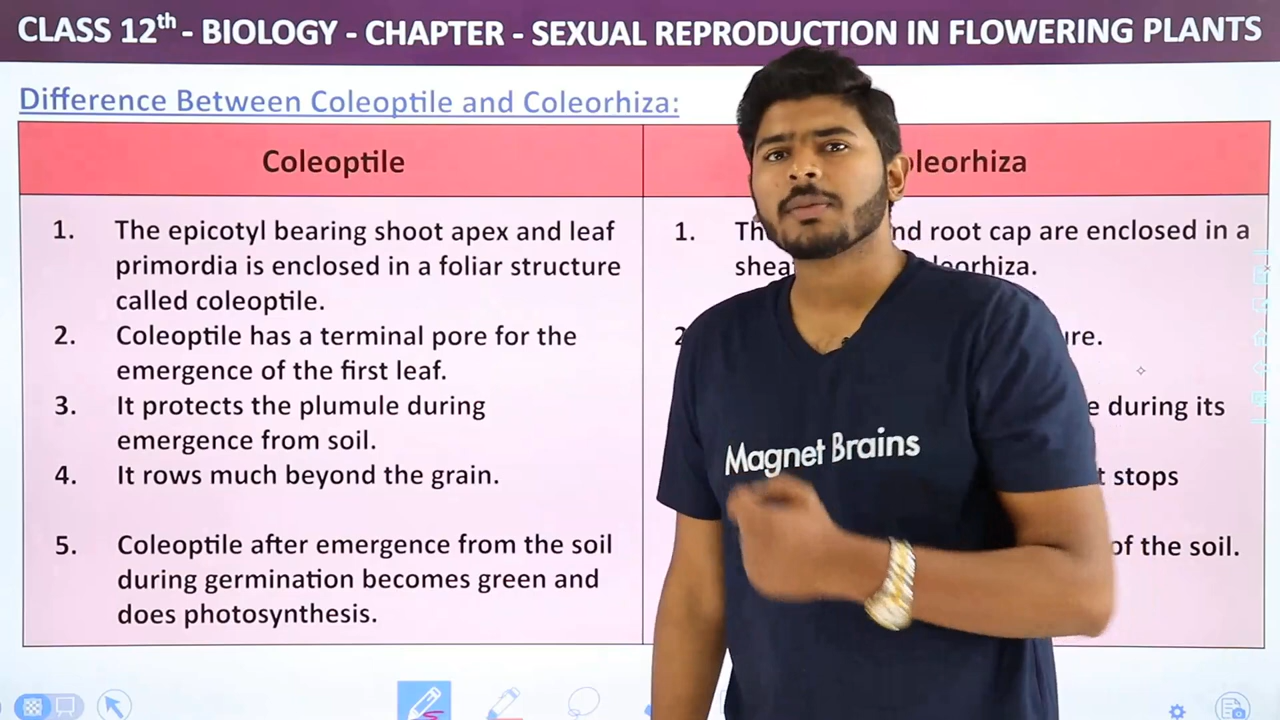 CLASS 12th - BIOLOGY - CHAPTER - SEXUAL REPRODUCTION IN FLOWERING PLANTS
Difference Between Coleoptile and Coleorhiza:
Coleoptile
oleorhiza
1. The epicotyl bearing shoot apex and leaf
primordia is enclosed in a foliar structure
called coleoptile.
2. Coleoptile has a terminal pore for the
emergence of the first leaf.
3. It protects the plumule during
emergence from soil.
4. It rows much beyond the grain.
5. Coleoptile after emergence from the soil
during germination becomes green and
does photosynthesis.
1. Th nd root cap are enclosed in a
shea leorhiza.
2 ure.
e during its
t stops
of the soil.
Magnet Brains